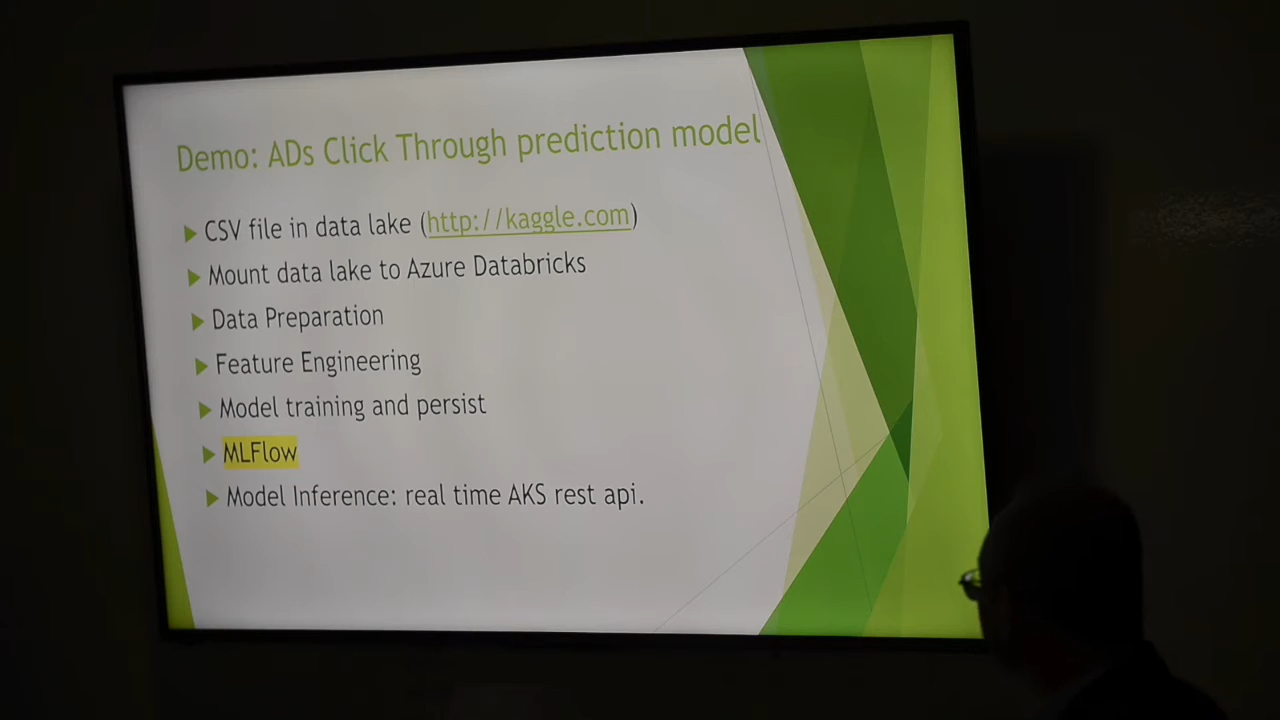 Demo: ADs Click Through prediction model
CSV file in data lake (http://kaggle.com)
Mount data lake to Azure Databricks
Data Preparation
Feature Engineering
Model training and persist
MLFlow
Model Inference: real time AKS rest api.